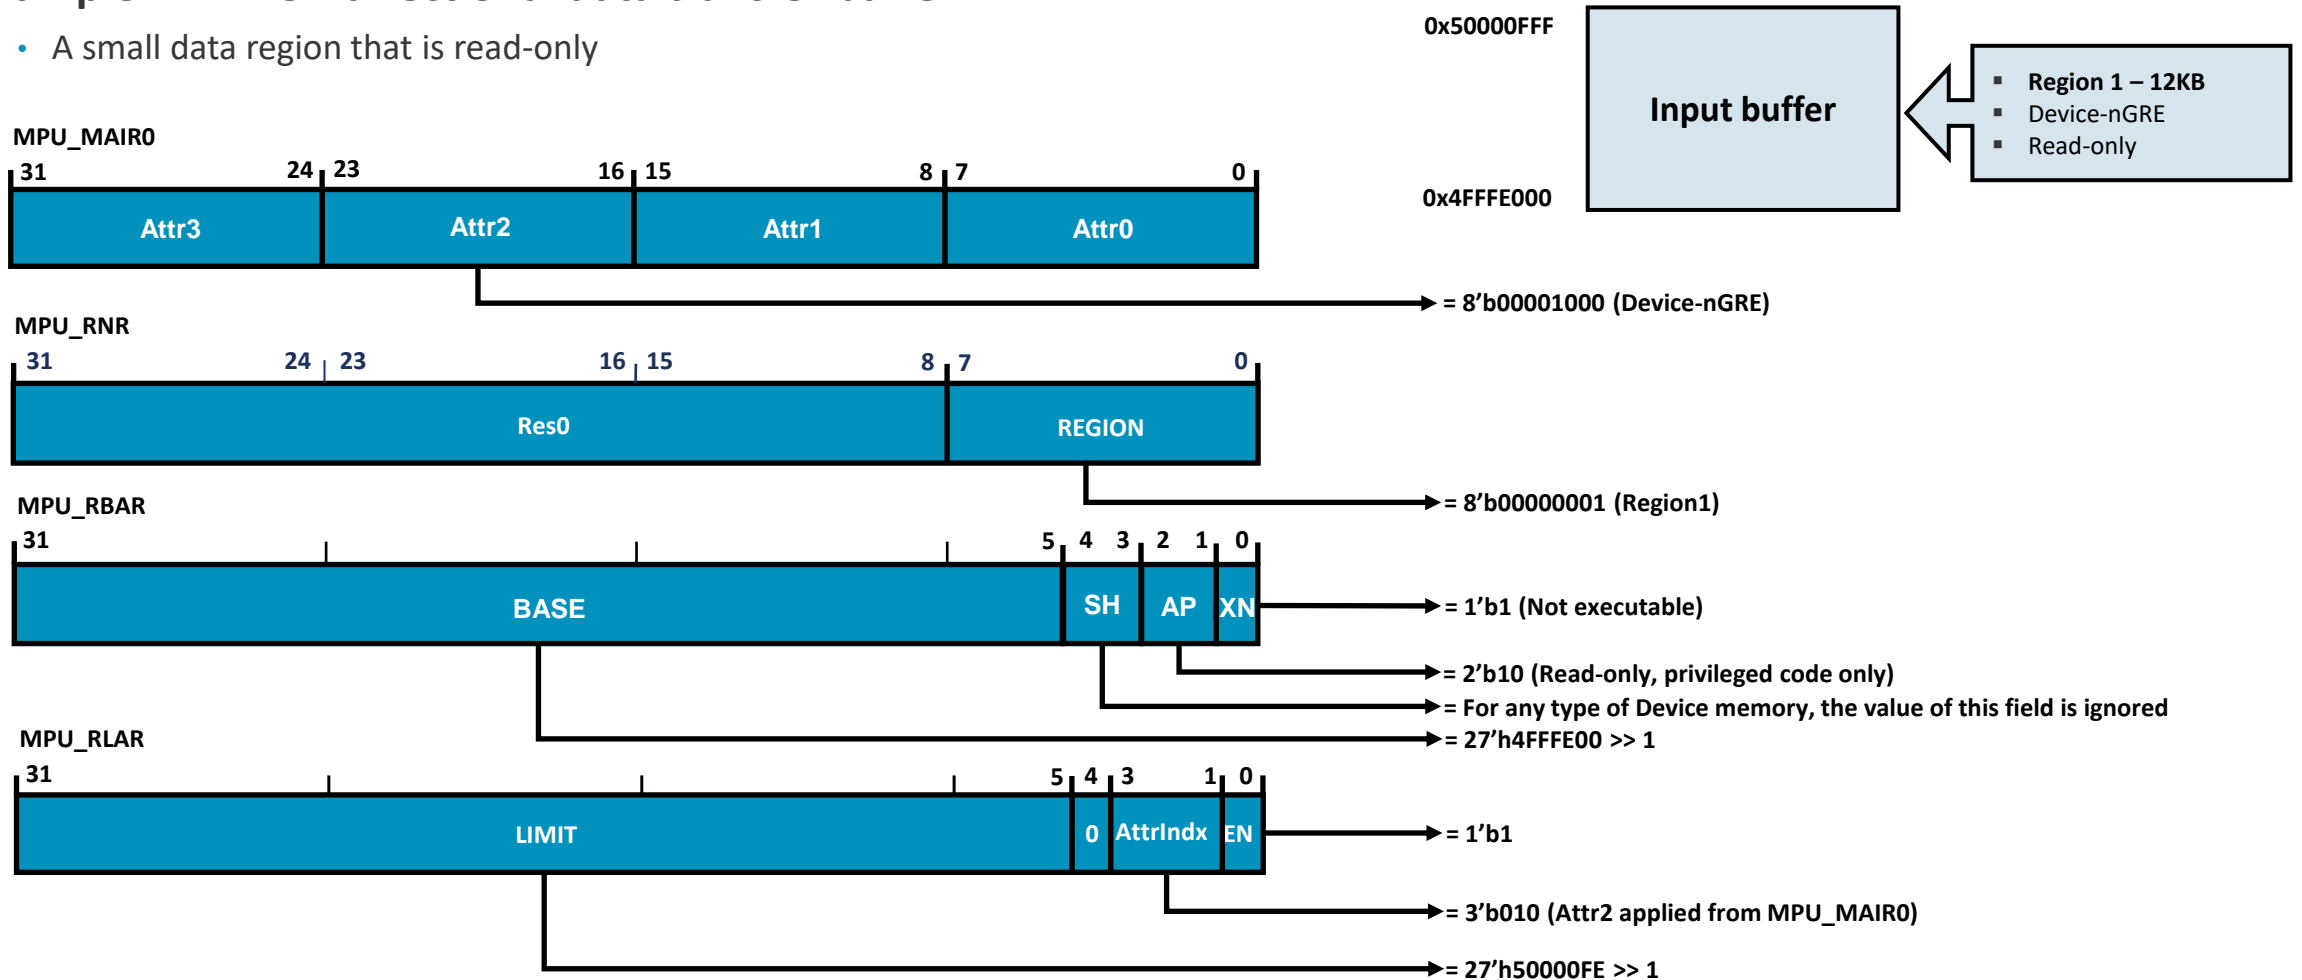 • A small data region that is read-only
0x50000FFF
Input buffer
0x4FFFE000
▪ Region 1 – 12KB
▪ Device-nGRE
▪ Read-only
MPU_MAIR0
31 24 23 16 15 8 7 0
Attr3 Attr2 Attr1 Attr0
= 8’b00001000 (Device-nGRE)
MPU_RNR
31 24 23 16 15 8 7 0
Res0 REGION
= 8’b00000001 (Region1)
MPU_RBAR
31 5 4 3 2 1 0
BASE SH AP XN
= 1’b1 (Not executable)
= 2’b10 (Read-only, privileged code only)
= For any type of Device memory, the value of this field is ignored
= 27’h4FFFE00 >> 1
MPU_RLAR
31 5 4 3 1 0
LIMIT 0 AttrIndx EN
= 1’b1
= 3’b010 (Attr2 applied from MPU_MAIR0)
= 27’h50000FE >> 1